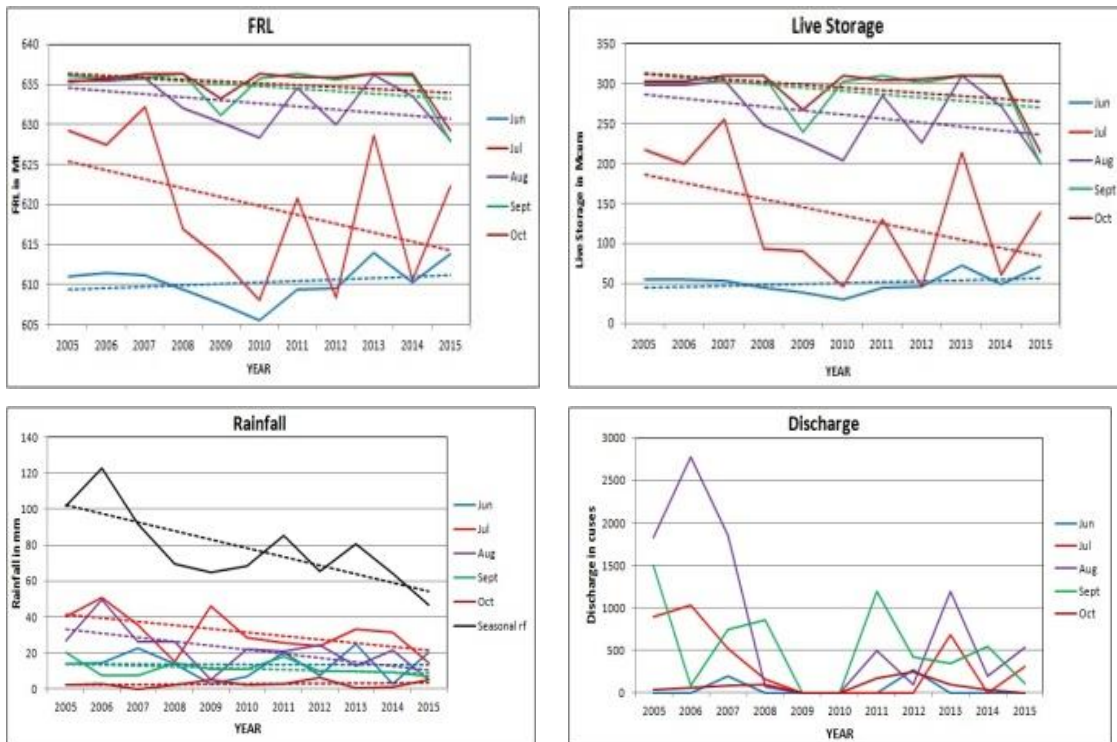 FRL
640
635
630
625
620
615
610
605
FRL in Mt
2005 2006 2007 2008 2009 2010 2011 2012 2013 2014 2015
YEAR
Jun
Jul
Aug
Sept
Oct
Live Storage
350
300
250
200
150
100
50
0
Live Storage in Mcum
2005 2006 2007 2008 2009 2010 2011 2012 2013 2014 2015
YEAR
Jun
Jul
Aug
Sept
Oct
Rainfall
140
120
100
80
60
40
20
0
Rainfall in mm
2005 2006 2007 2008 2009 2010 2011 2012 2013 2014 2015
YEAR
Jun
Jul
Aug
Sept
Oct
Seasonal rf
Discharge
3000
2500
2000
1500
1000
500
0
Discharge in cuses
2005 2006 2007 2008 2009 2010 2011 2012 2013 2014 2015
YEAR
Jun
Jul
Aug
Sept
Oct